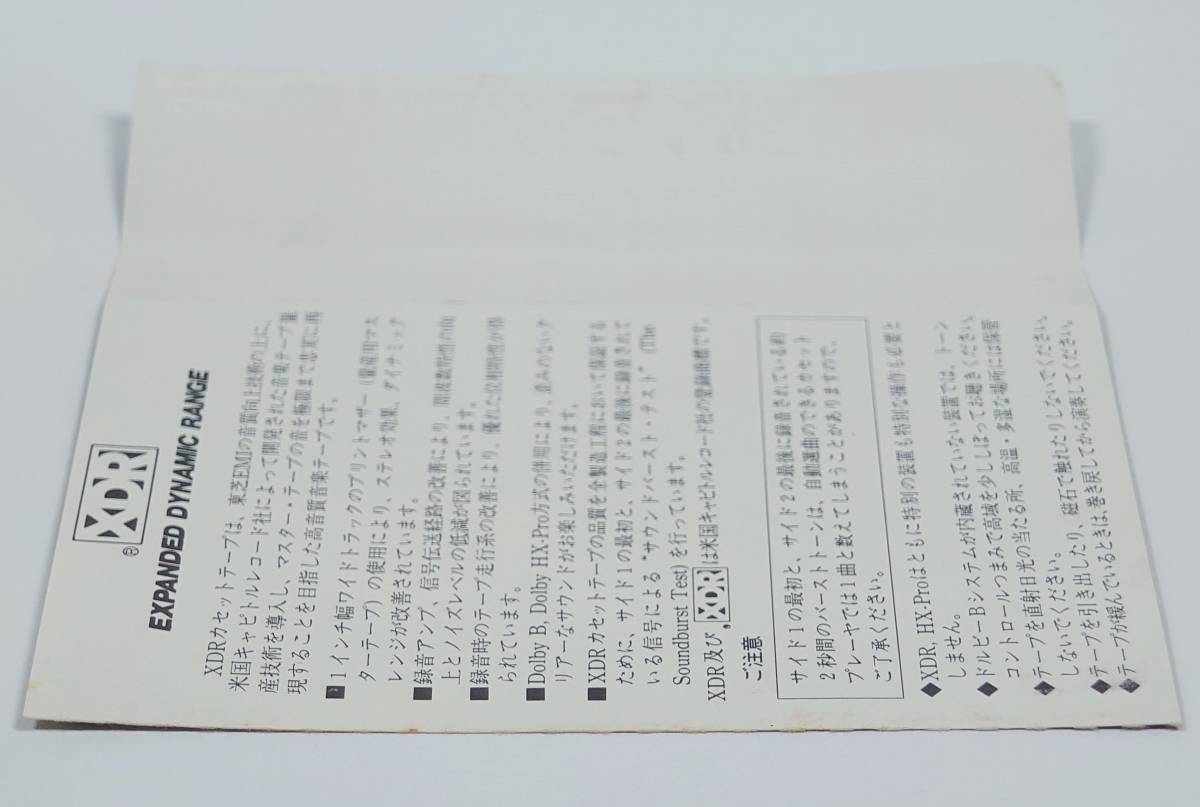 XDR
®
EXPANDED DYNAMIC RANGE
XDRカセットテープは、東芝EMIの音質向上技術の上に、
米国キャピトルレコード社によって開発された音楽テープ量
産技術を導入し、マスター・テープの音を極限まで忠実に再
現することを目指した高音質音楽テープです。
■1インチ幅ワイドトラックのプリントマザー（量産用マス
ターテープ）の使用により、ステレオ効果、ダイナミック
レンジが改善されています。
■録音アンプ、信号伝送経路の改善により、周波数特性の向
上とノイズレベルの低減が図られています。
■録音時のテープ走行系の改善により、優れた位相特性が得
られています。
■Dolby B, Dolby HX-Pro方式の併用により、歪みのないク
リアーなサウンドがお楽しみいただけます。
■XDRカセットテープの品質を全製造工程において保証する
ために、サイド1の最初と、サイド2の最後に録音されて
いる信号による“サウンドバースト・テスト”(The
Soundburst Test)を行っています。
XDR及び®XDRは米国キャピトルレコード社の登録商標です。
ご注意
サイド1の最初と、サイド2の最後に録音されている約
2秒間のバーストトーンは、自動選曲のできるカセット
プレーヤでは1曲と数えてしまうことがありますので、
ご了承ください。
◆XDR, HX-Proはともに特別の装置も特別な操作も必要と
しません。
◆ドルビーBシステムが内蔵されていない装置では、トーン
コントロールつまみで高域を少ししぼってお聴きください。
◆テープを直射日光の当たる所、高温・多湿な場所には保管
しないでください。
◆テープを引き出したり、磁石で触れたりしないでください。
◆テープが緩んでいるときは、巻き戻してから演奏してください。